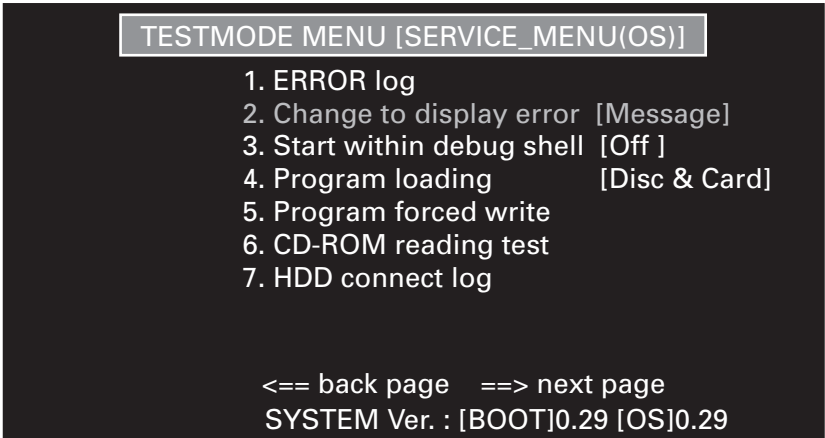 TESTMODE MENU [SERVICE_MENU(OS)]
1. ERROR log
2. Change to display error [Message]
3. Start within debug shell [Off ]
4. Program loading [Disc & Card]
5. Program forced write
6. CD-ROM reading test
7. HDD connect log
<== back page ==> next page
SYSTEM Ver. : [BOOT]0.29 [OS]0.29